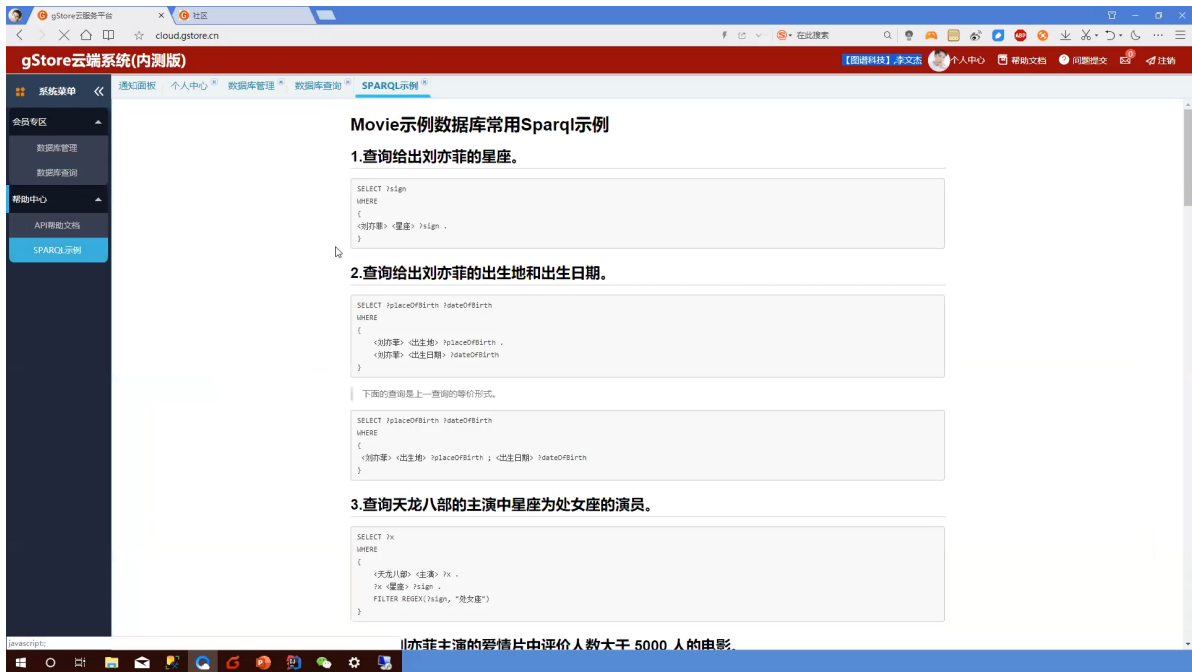 gStore云服务平台
社区
cloud.gstore.cn
在此搜索
gStore云端系统(内测版)
【图谱科技】,李文杰
个人中心
帮助文档
问题提交
注销
系统菜单
通知面板
个人中心
数据库管理
数据库查询
SPARQL示例
会员专区
数据库管理
数据库查询
帮助中心
API帮助文档
SPARQL示例
Movie示例数据库常用Sparql示例
1.查询给出刘亦菲的星座。
SELECT ?sign
WHERE
{
<刘亦菲> <星座> ?sign .
}
2.查询给出刘亦菲的出生地和出生日期。
SELECT ?placeOfBirth ?dateOfBirth
WHERE
{
<刘亦菲> <出生地> ?placeOfBirth .
<刘亦菲> <出生日期> ?dateOfBirth
}
下面的查询是上一查询的等价形式。
SELECT ?placeOfBirth ?dateOfBirth
WHERE
{
<刘亦菲> <出生地> ?placeOfBirth ; <出生日期> ?dateOfBirth
}
3.查询天龙八部的主演中星座为处女座的演员。
SELECT ?x
WHERE
{
<天龙八部> <主演> ?x .
?x <星座> ?sign .
FILTER REGEX(?sign, "处女座")
}
刘亦菲主演的爱情片中评价人数大于 5000 人的电影。
javascript:;